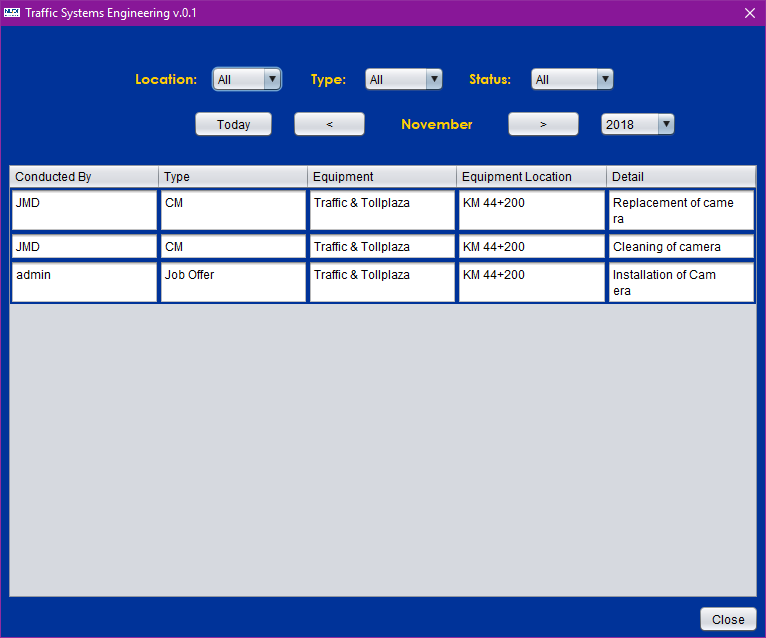 NLEX Traffic Systems Engineering v.0.1
Location: All Type: All Status: All
Today < November > 2018
Conducted By Type Equipment Equipment Location Detail
JMD CM Traffic & Tollplaza KM 44+200 Replacement of came
ra
JMD CM Traffic & Tollplaza KM 44+200 Cleaning of camera
admin Job Offer Traffic & Tollplaza KM 44+200 Installation of Cam
era
Close